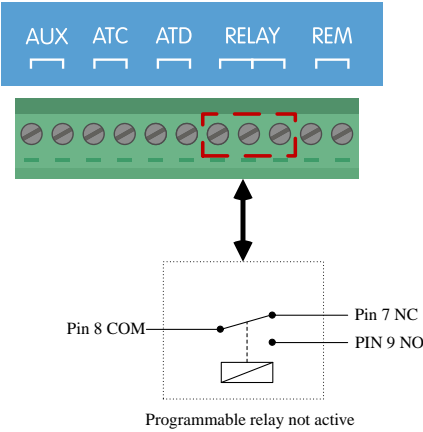 AUX ATC ATD RELAY REM
Pin 7 NC
Pin 8 COM
PIN 9 NO
Programmable relay not active